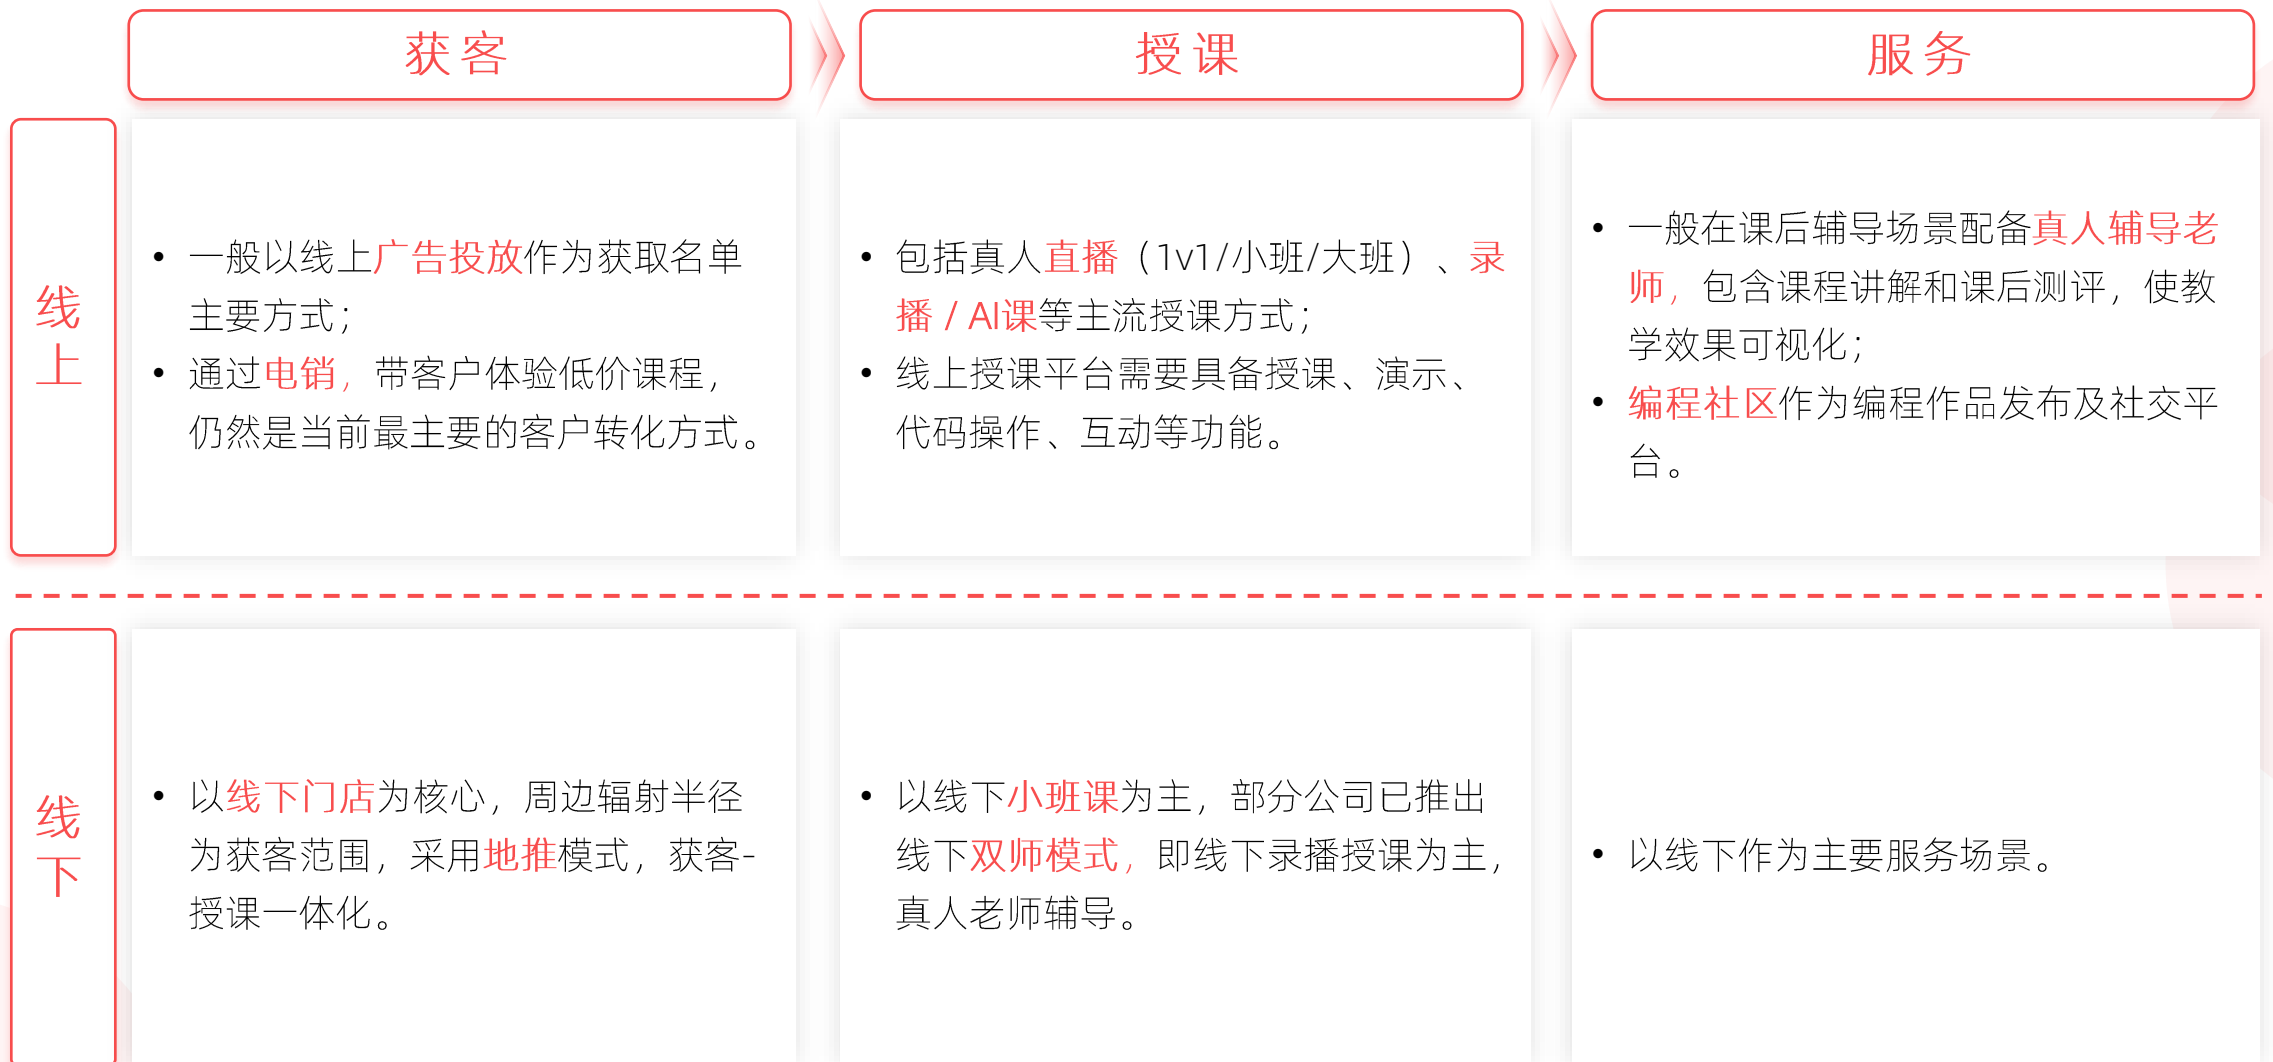 获客
授课
服务
线
上
• 一般以线上广告投放作为获取名单
主要方式；
• 通过电销，带客户体验低价课程，
仍然是当前最主要的客户转化方式。
• 包括真人直播（1v1/小班/大班）、录
播 / AI课等主流授课方式；
• 线上授课平台需要具备授课、演示、
代码操作、互动等功能。
• 一般在课后辅导场景配备真人辅导老
师，包含课程讲解和课后测评，使教
学效果可视化；
• 编程社区作为编程作品发布及社交平
台。
线
下
• 以线下门店为核心，周边辐射半径
为获客范围，采用地推模式，获客-
授课一体化。
• 以线下小班课为主，部分公司已推出
线下双师模式，即线下录播授课为主，
真人老师辅导。
• 以线下作为主要服务场景。